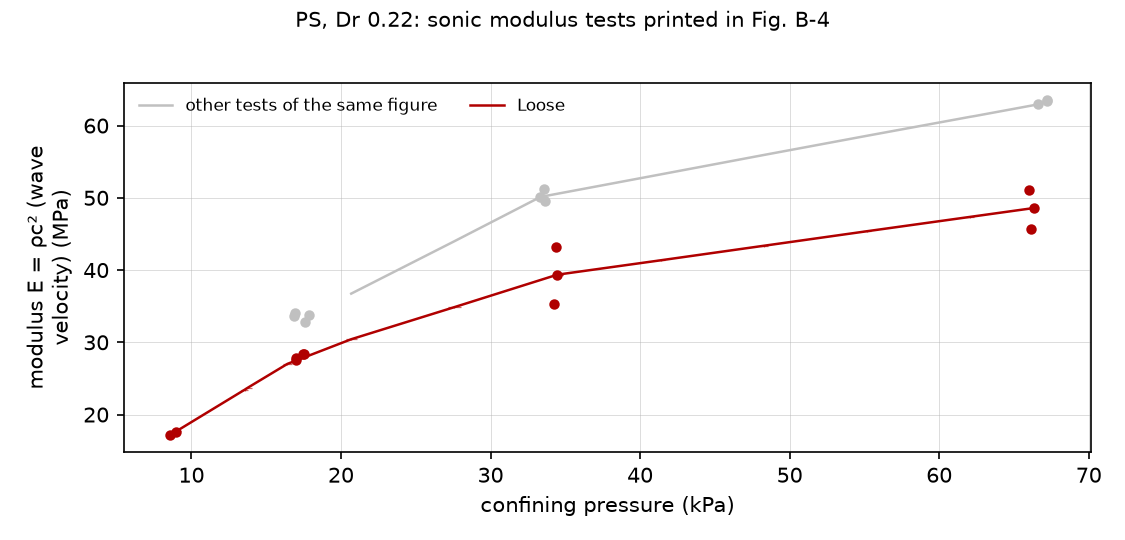 PS, Dr 0.22: sonic modulus tests printed in Fig. B-4
other tests of the same figure
Loose
modulus E = ρc² (wave
velocity) (MPa)
60
50
40
30
20
10
20
30
40
50
60
70
confining pressure (kPa)